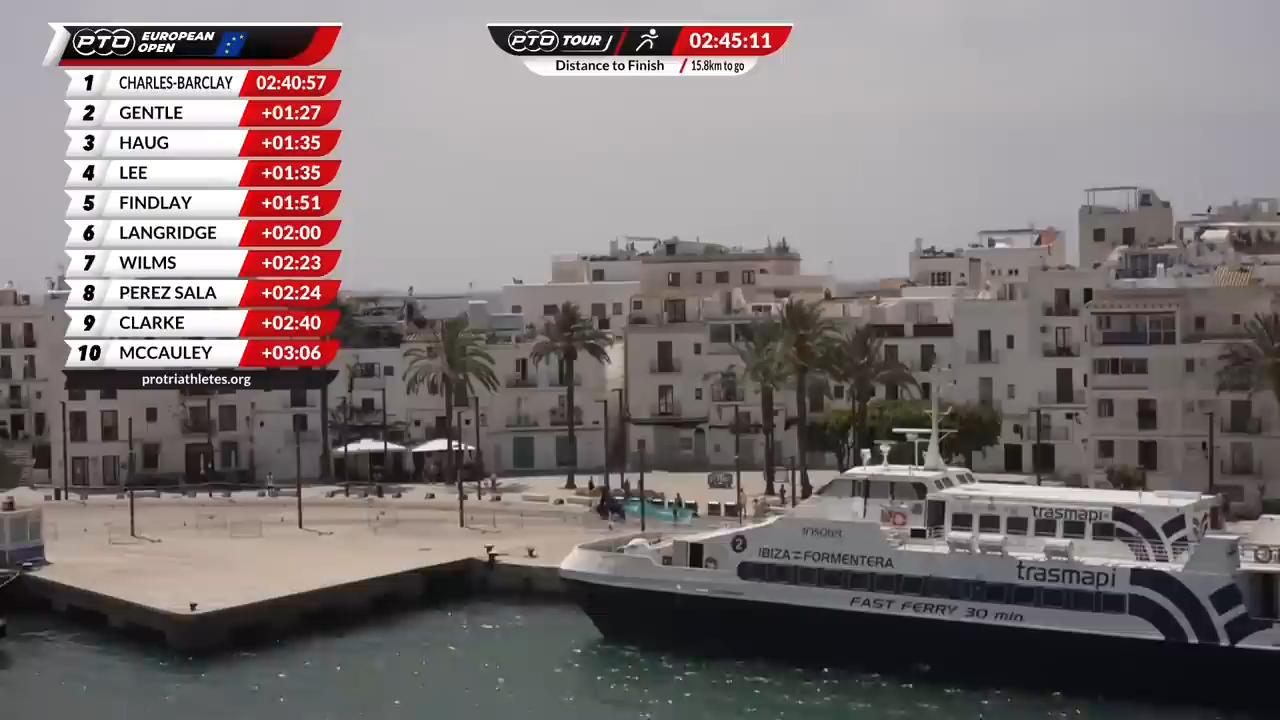 PTO EUROPEAN OPEN
1 CHARLES-BARCLAY 02:40:57
2 GENTLE +01:27
3 HAUG +01:35
4 LEE +01:35
5 FINDLAY +01:51
6 LANGRIDGE +02:00
7 WILMS +02:23
8 PEREZ SALA +02:24
9 CLARKE +02:40
10 MCCAULEY +03:06
protriathletes.org
PTO TOUR 02:45:11
Distance to Finish 15.8km to go
trasmapi
insotel
2 IBIZA = FORMENTERA
trasmapi
FAST FERRY 30 min.